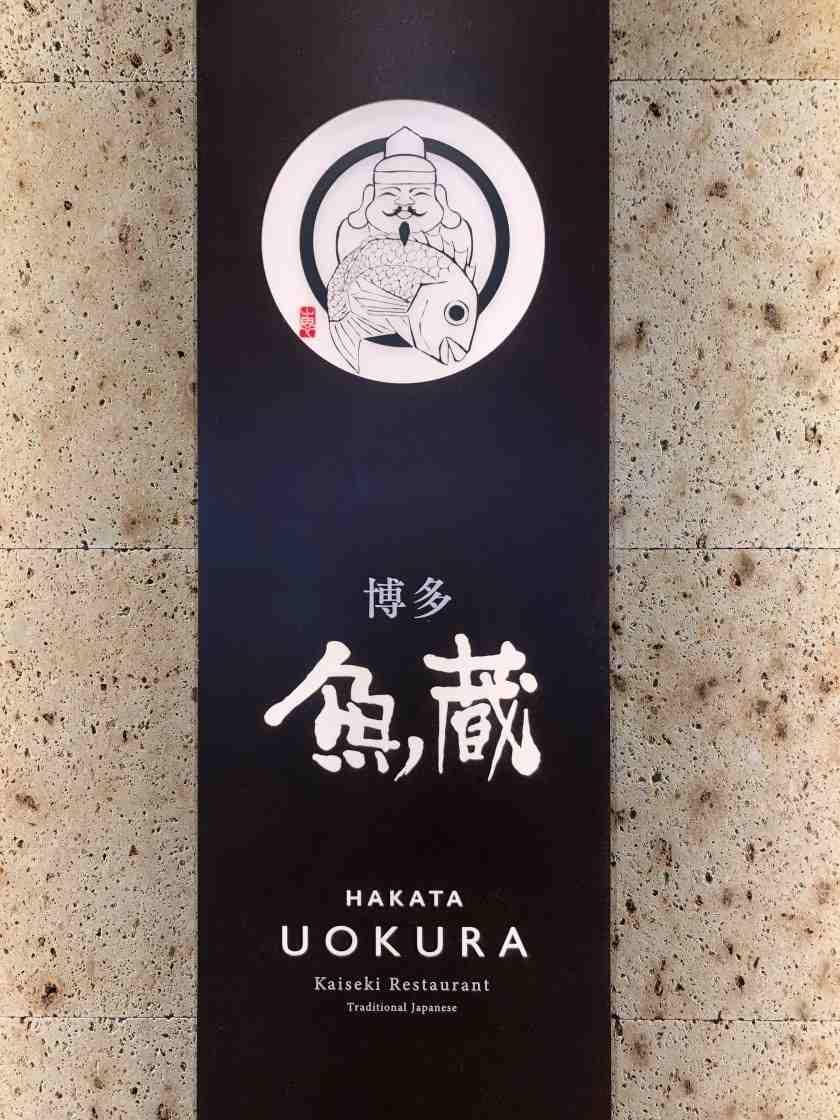 博多
魚蔵
HAKATA
UOKURA
Kaiseki Restaurant
Traditional Japanese